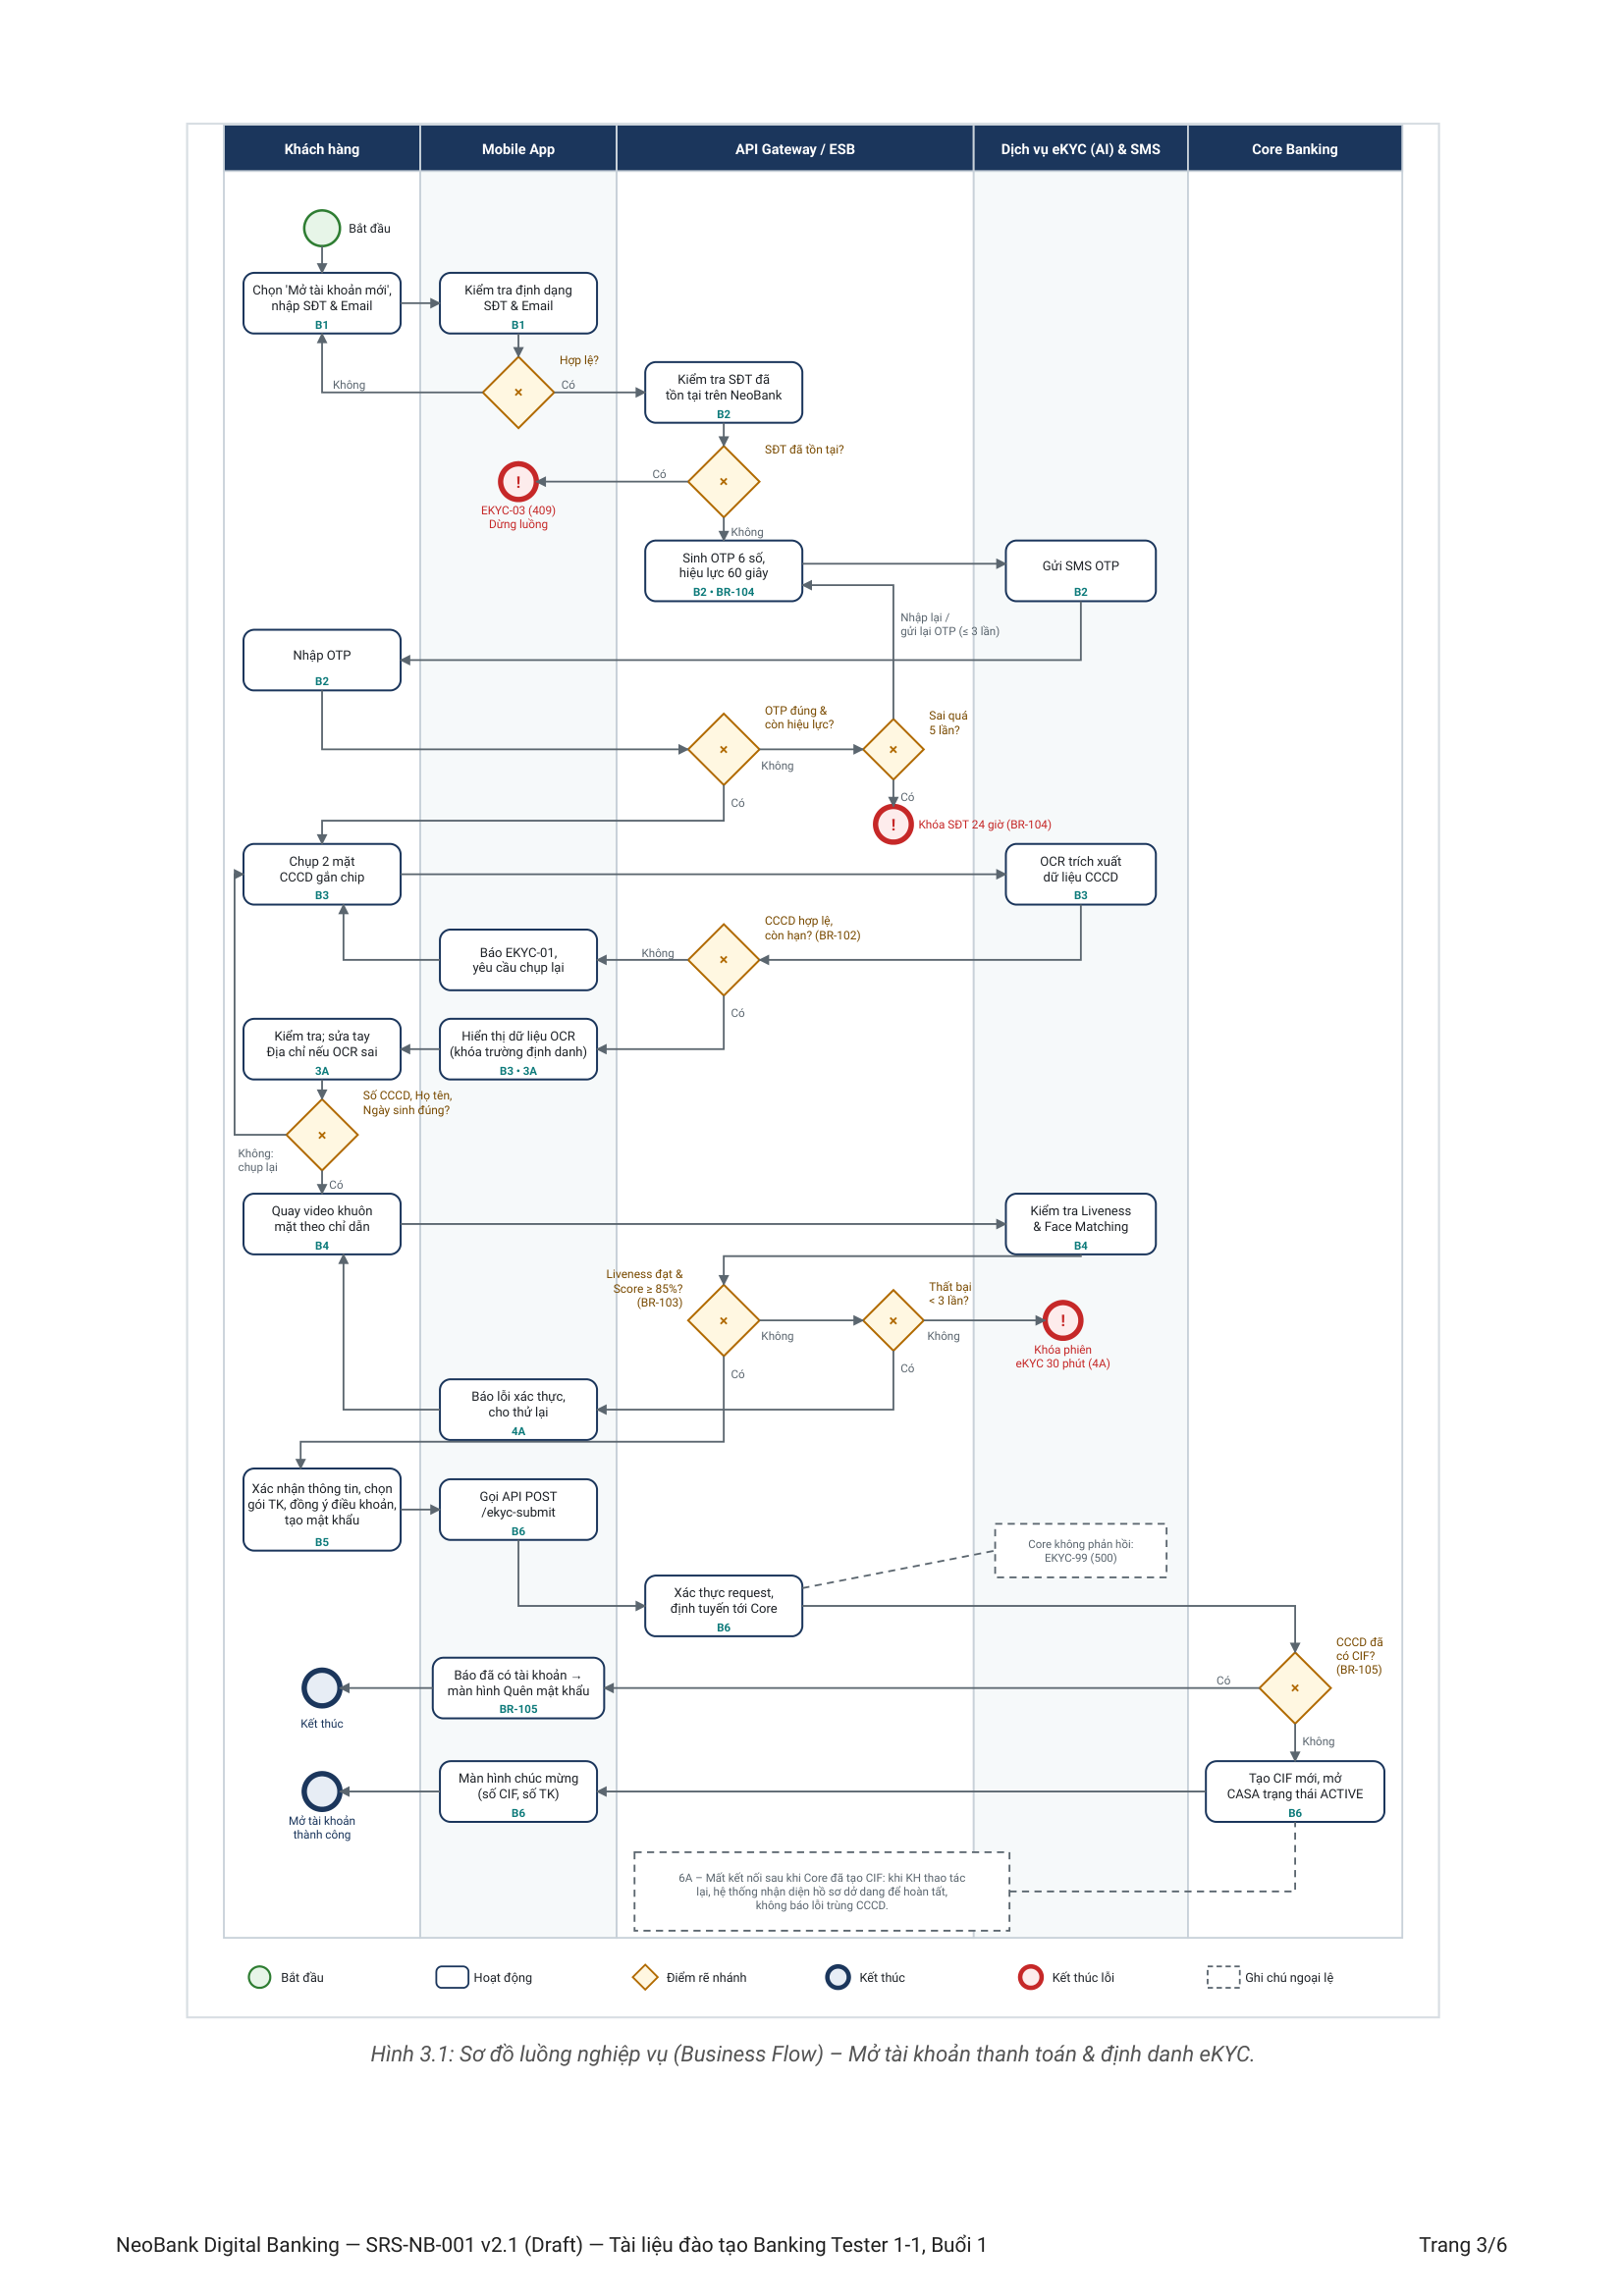 Khách hàng
Mobile App
API Gateway / ESB
Dịch vụ eKYC (AI) & SMS
Core Banking
Bắt đầu
Chọn 'Mở tài khoản mới',
nhập SĐT & Email
B1
Kiểm tra định dạng
SĐT & Email
B1
Hợp lệ?
Không
×
Có
Kiểm tra SĐT đã
tồn tại trên NeoBank
B2
SĐT đã tồn tại?
Có
×
!
EKYC-03 (409)
Dừng luồng
Không
Sinh OTP 6 số,
hiệu lực 60 giây
B2 • BR-104
Gửi SMS OTP
B2
Nhập lại /
gửi lại OTP (≤ 3 lần)
Nhập OTP
B2
OTP đúng &
còn hiệu lực?
×
Không
Sai quá
5 lần?
×
Có
Có
!
Khóa SĐT 24 giờ (BR-104)
Chụp 2 mặt
CCCD gắn chip
B3
OCR trích xuất
dữ liệu CCCD
B3
CCCD hợp lệ,
còn hạn? (BR-102)
×
Không
Báo EKYC-01,
yêu cầu chụp lại
Có
Kiểm tra; sửa tay
Địa chỉ nếu OCR sai
3A
Hiển thị dữ liệu OCR
(khóa trường định danh)
B3 • 3A
Số CCCD, Họ tên,
Ngày sinh đúng?
×
Không:
chụp lại
Có
Quay video khuôn
mặt theo chỉ dẫn
B4
Kiểm tra Liveness
& Face Matching
B4
Liveness đạt &
Score ≥ 85%?
(BR-103)
×
Không
Thất bại
< 3 lần?
×
Không
!
Khóa phiên
eKYC 30 phút (4A)
Có
Có
Báo lỗi xác thực,
cho thử lại
4A
Xác nhận thông tin, chọn
gói TK, đồng ý điều khoản,
tạo mật khẩu
B5
Gọi API POST
/ekyc-submit
B6
Core không phản hồi:
EKYC-99 (500)
Xác thực request,
định tuyến tới Core
B6
CCCD đã
có CIF?
(BR-105)
×
Có
Báo đã có tài khoản →
màn hình Quên mật khẩu
BR-105
Kết thúc
Không
Tạo CIF mới, mở
CASA trạng thái ACTIVE
B6
Màn hình chúc mừng
(số CIF, số TK)
B6
Mở tài khoản
thành công
6A – Mất kết nối sau khi Core đã tạo CIF: khi KH thao tác
lại, hệ thống nhận diện hồ sơ dở dang để hoàn tất,
không báo lỗi trùng CCCD.
Bắt đầu
Hoạt động
Điểm rẽ nhánh
Kết thúc
Kết thúc lỗi
Ghi chú ngoại lệ
Hình 3.1: Sơ đồ luồng nghiệp vụ (Business Flow) – Mở tài khoản thanh toán & định danh eKYC.
NeoBank Digital Banking — SRS-NB-001 v2.1 (Draft) — Tài liệu đào tạo Banking Tester 1-1, Buổi 1
Trang 3/6